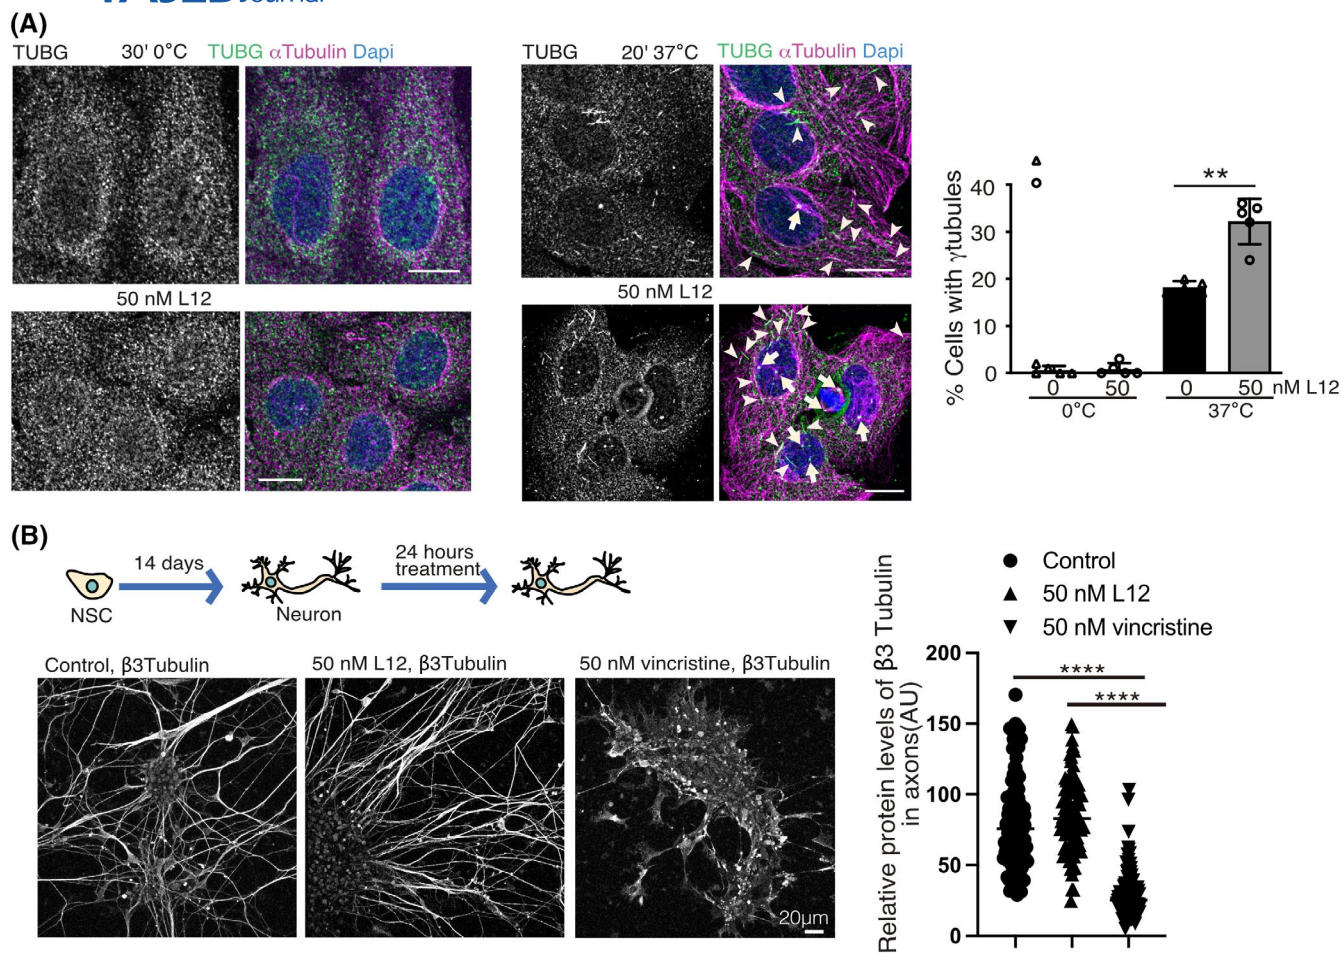 Journal
(A)
TUBG 30' 0°C TUBG αTubulin Dapi
TUBG 20' 37°C TUBG αTubulin Dapi
50 nM L12
50 nM L12
% Cells with γtubules
40
30
20
10
0
0 50 0 50 nM L12
0°C 37°C
**
(B)
NSC
14 days
Neuron
24 hours
treatment
Control, β3Tubulin
50 nM L12, β3Tubulin
50 nM vincristine, β3Tubulin
20µm
Control
50 nM L12
50 nM vincristine
Relative protein levels of β3 Tubulin
in axons(AU)
200
150
100
50
0
****
****